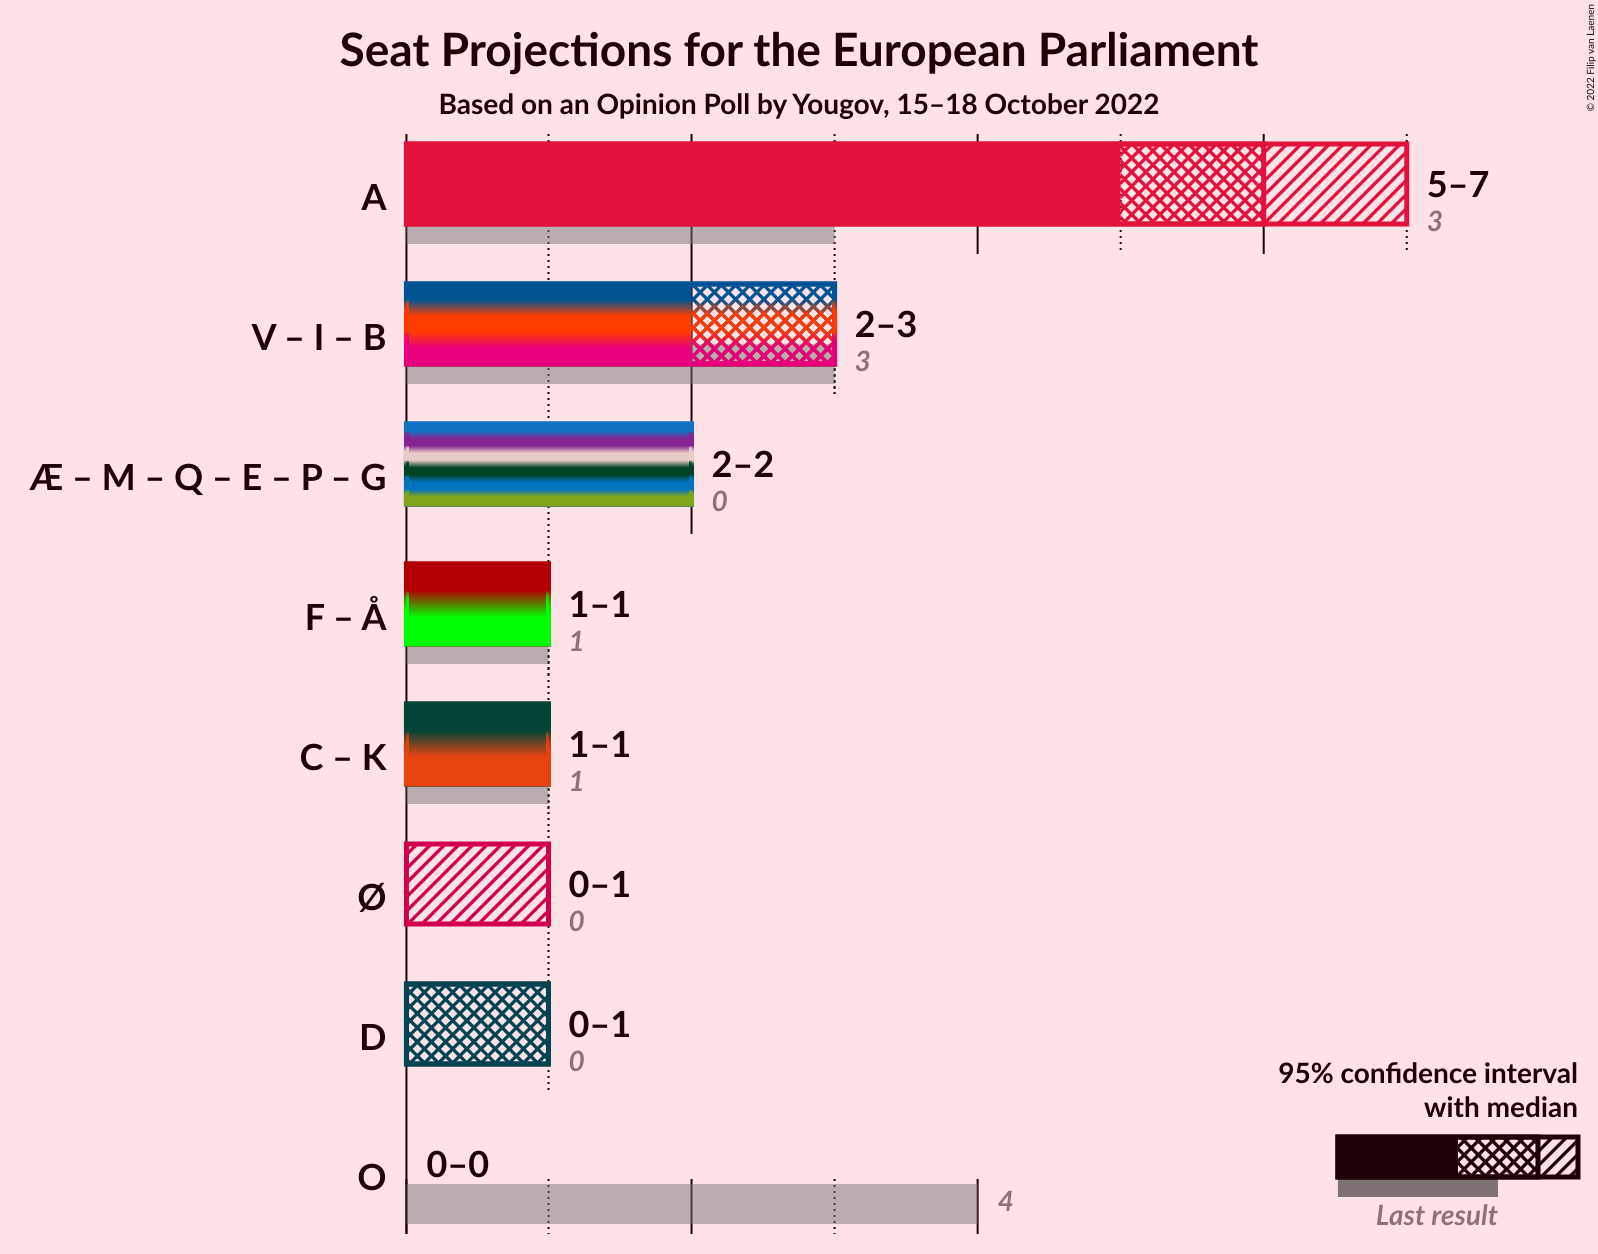 Seat Projections for the European Parliament
Based on an Opinion Poll by Yougov, 15–18 October 2022
© 2022 Filip van Laenen
A
5–7
3
V – I – B
2–3
3
Æ – M – Q – E – P – G
2–2
0
F – Å
1–1
1
C – K
1–1
1
Ø
0–1
0
D
0–1
0
O
0–0
4
95% confidence interval
with median
Last result